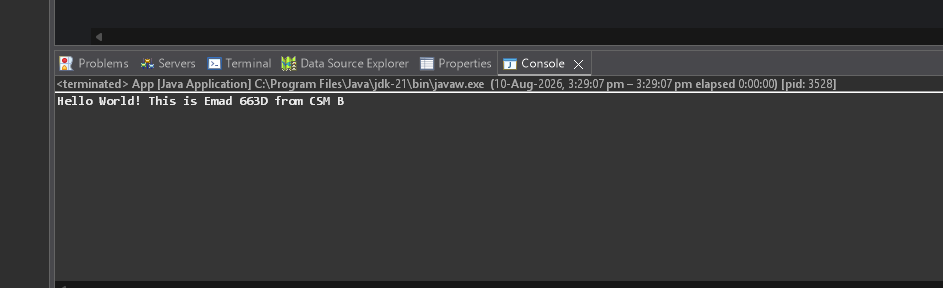 Problems Servers Terminal Data Source Explorer Properties Console
<terminated> App [Java Application] C:\Program Files\Java\jdk-21\bin\javaw.exe (10-Aug-2026, 3:29:07 pm – 3:29:07 pm elapsed 0:00:00) [pid: 3528]
Hello World! This is Emad 663D from CSM B